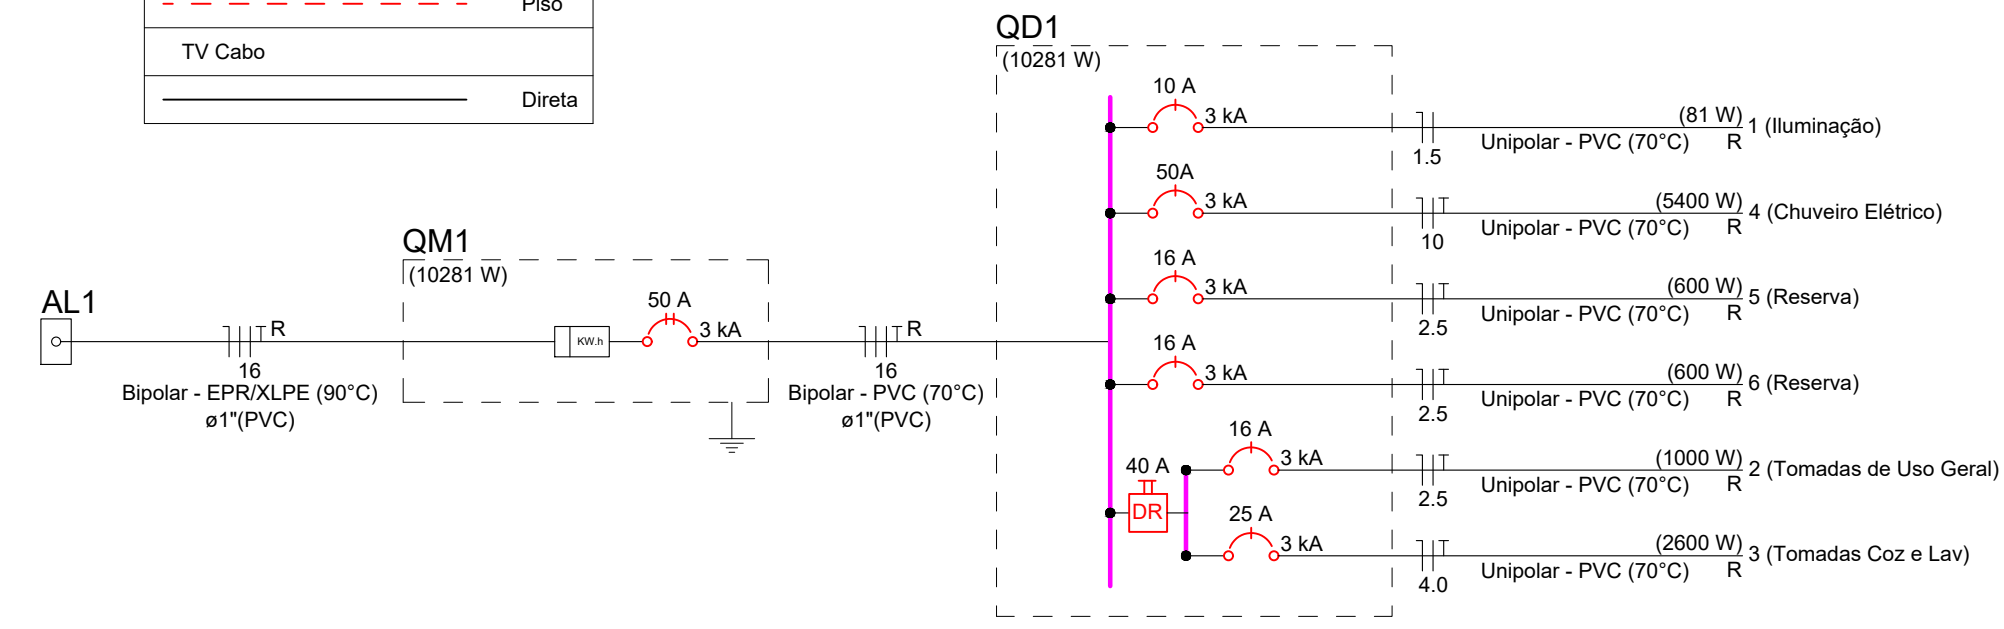 Piso
TV Cabo
Direta
AL1
R
16
Bipolar - EPR/XLPE (90°C)
ø1"(PVC)
QM1
(10281 W)
KW.h
50 A
3 kA
R
16
Bipolar - PVC (70°C)
ø1"(PVC)
QD1
(10281 W)
10 A
3 kA
1.5
Unipolar - PVC (70°C)
(81 W)
R
1 (Iluminação)
50A
3 kA
10
Unipolar - PVC (70°C)
(5400 W)
R
4 (Chuveiro Elétrico)
16 A
3 kA
2.5
Unipolar - PVC (70°C)
(600 W)
R
5 (Reserva)
16 A
3 kA
2.5
Unipolar - PVC (70°C)
(600 W)
R
6 (Reserva)
40 A
DR
16 A
3 kA
2.5
Unipolar - PVC (70°C)
(1000 W)
R
2 (Tomadas de Uso Geral)
25 A
3 kA
4.0
Unipolar - PVC (70°C)
(2600 W)
R
3 (Tomadas Coz e Lav)